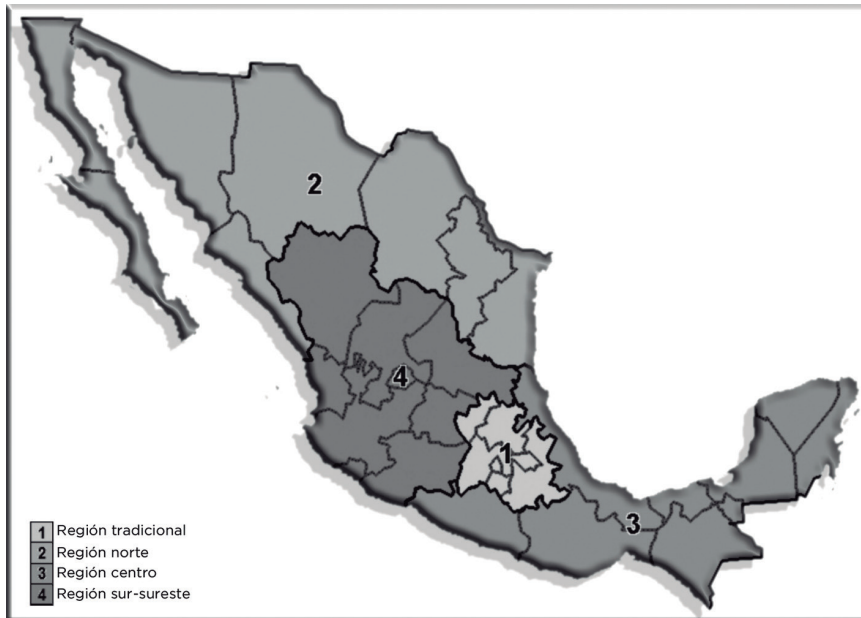 2
4
1
3
1 Región tradicional
2 Región norte
3 Región centro
4 Región sur-sureste